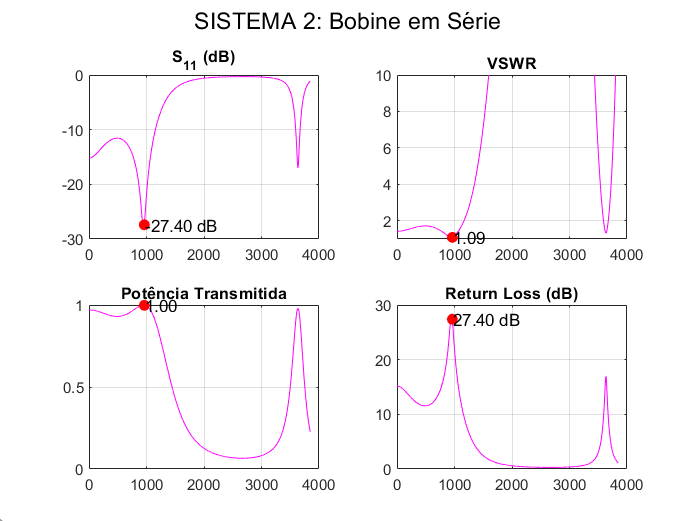 SISTEMA 2: Bobine em Série
S11 (dB)
0
-10
-20
-30
0 1000 2000 3000 4000
-27.40 dB
VSWR
10
8
6
4
2
0 1000 2000 3000 4000
1.09
Potência Transmitida
1
0.5
0
0 1000 2000 3000 4000
1.00
Return Loss (dB)
30
20
10
0
0 1000 2000 3000 4000
27.40 dB